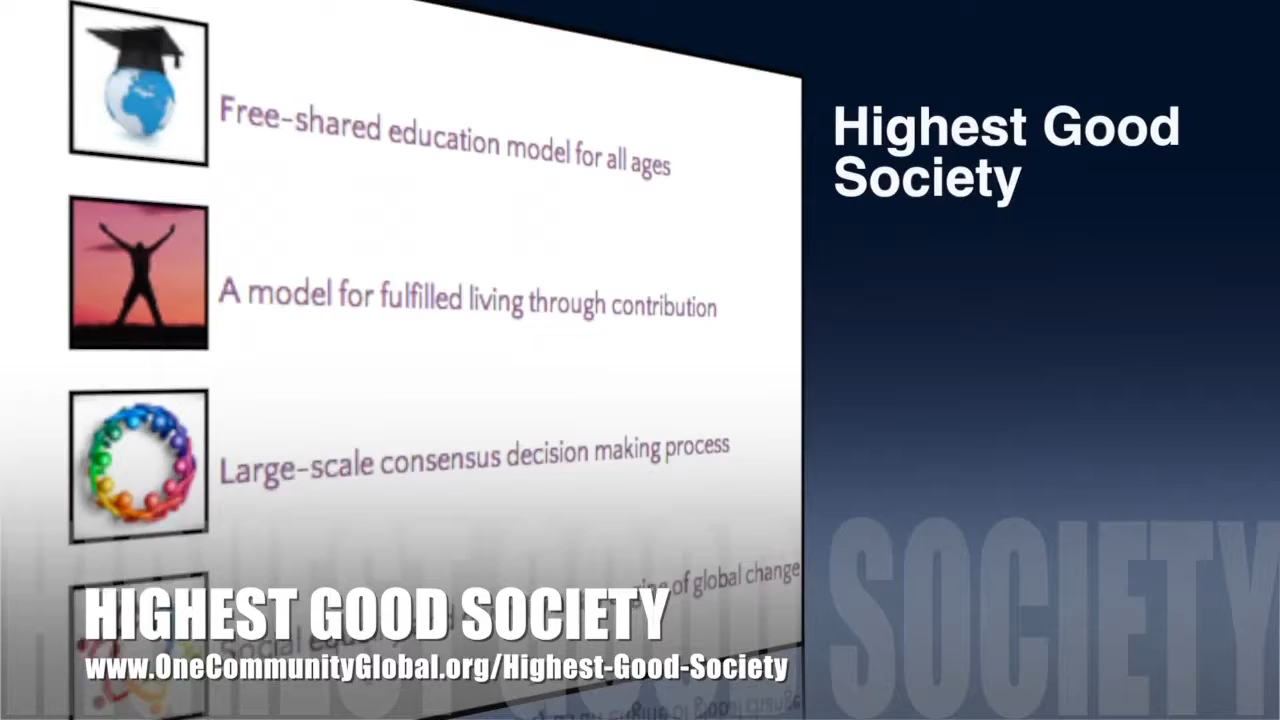 Free-shared education model for all ages
Highest Good
Society
A model for fulfilled living through contribution
Large-scale consensus decision making process
of global change
Social
HIGHEST GOOD SOCIETY
www.OneCommunityGlobal.org/Highest-Good-Society
SOCIETY